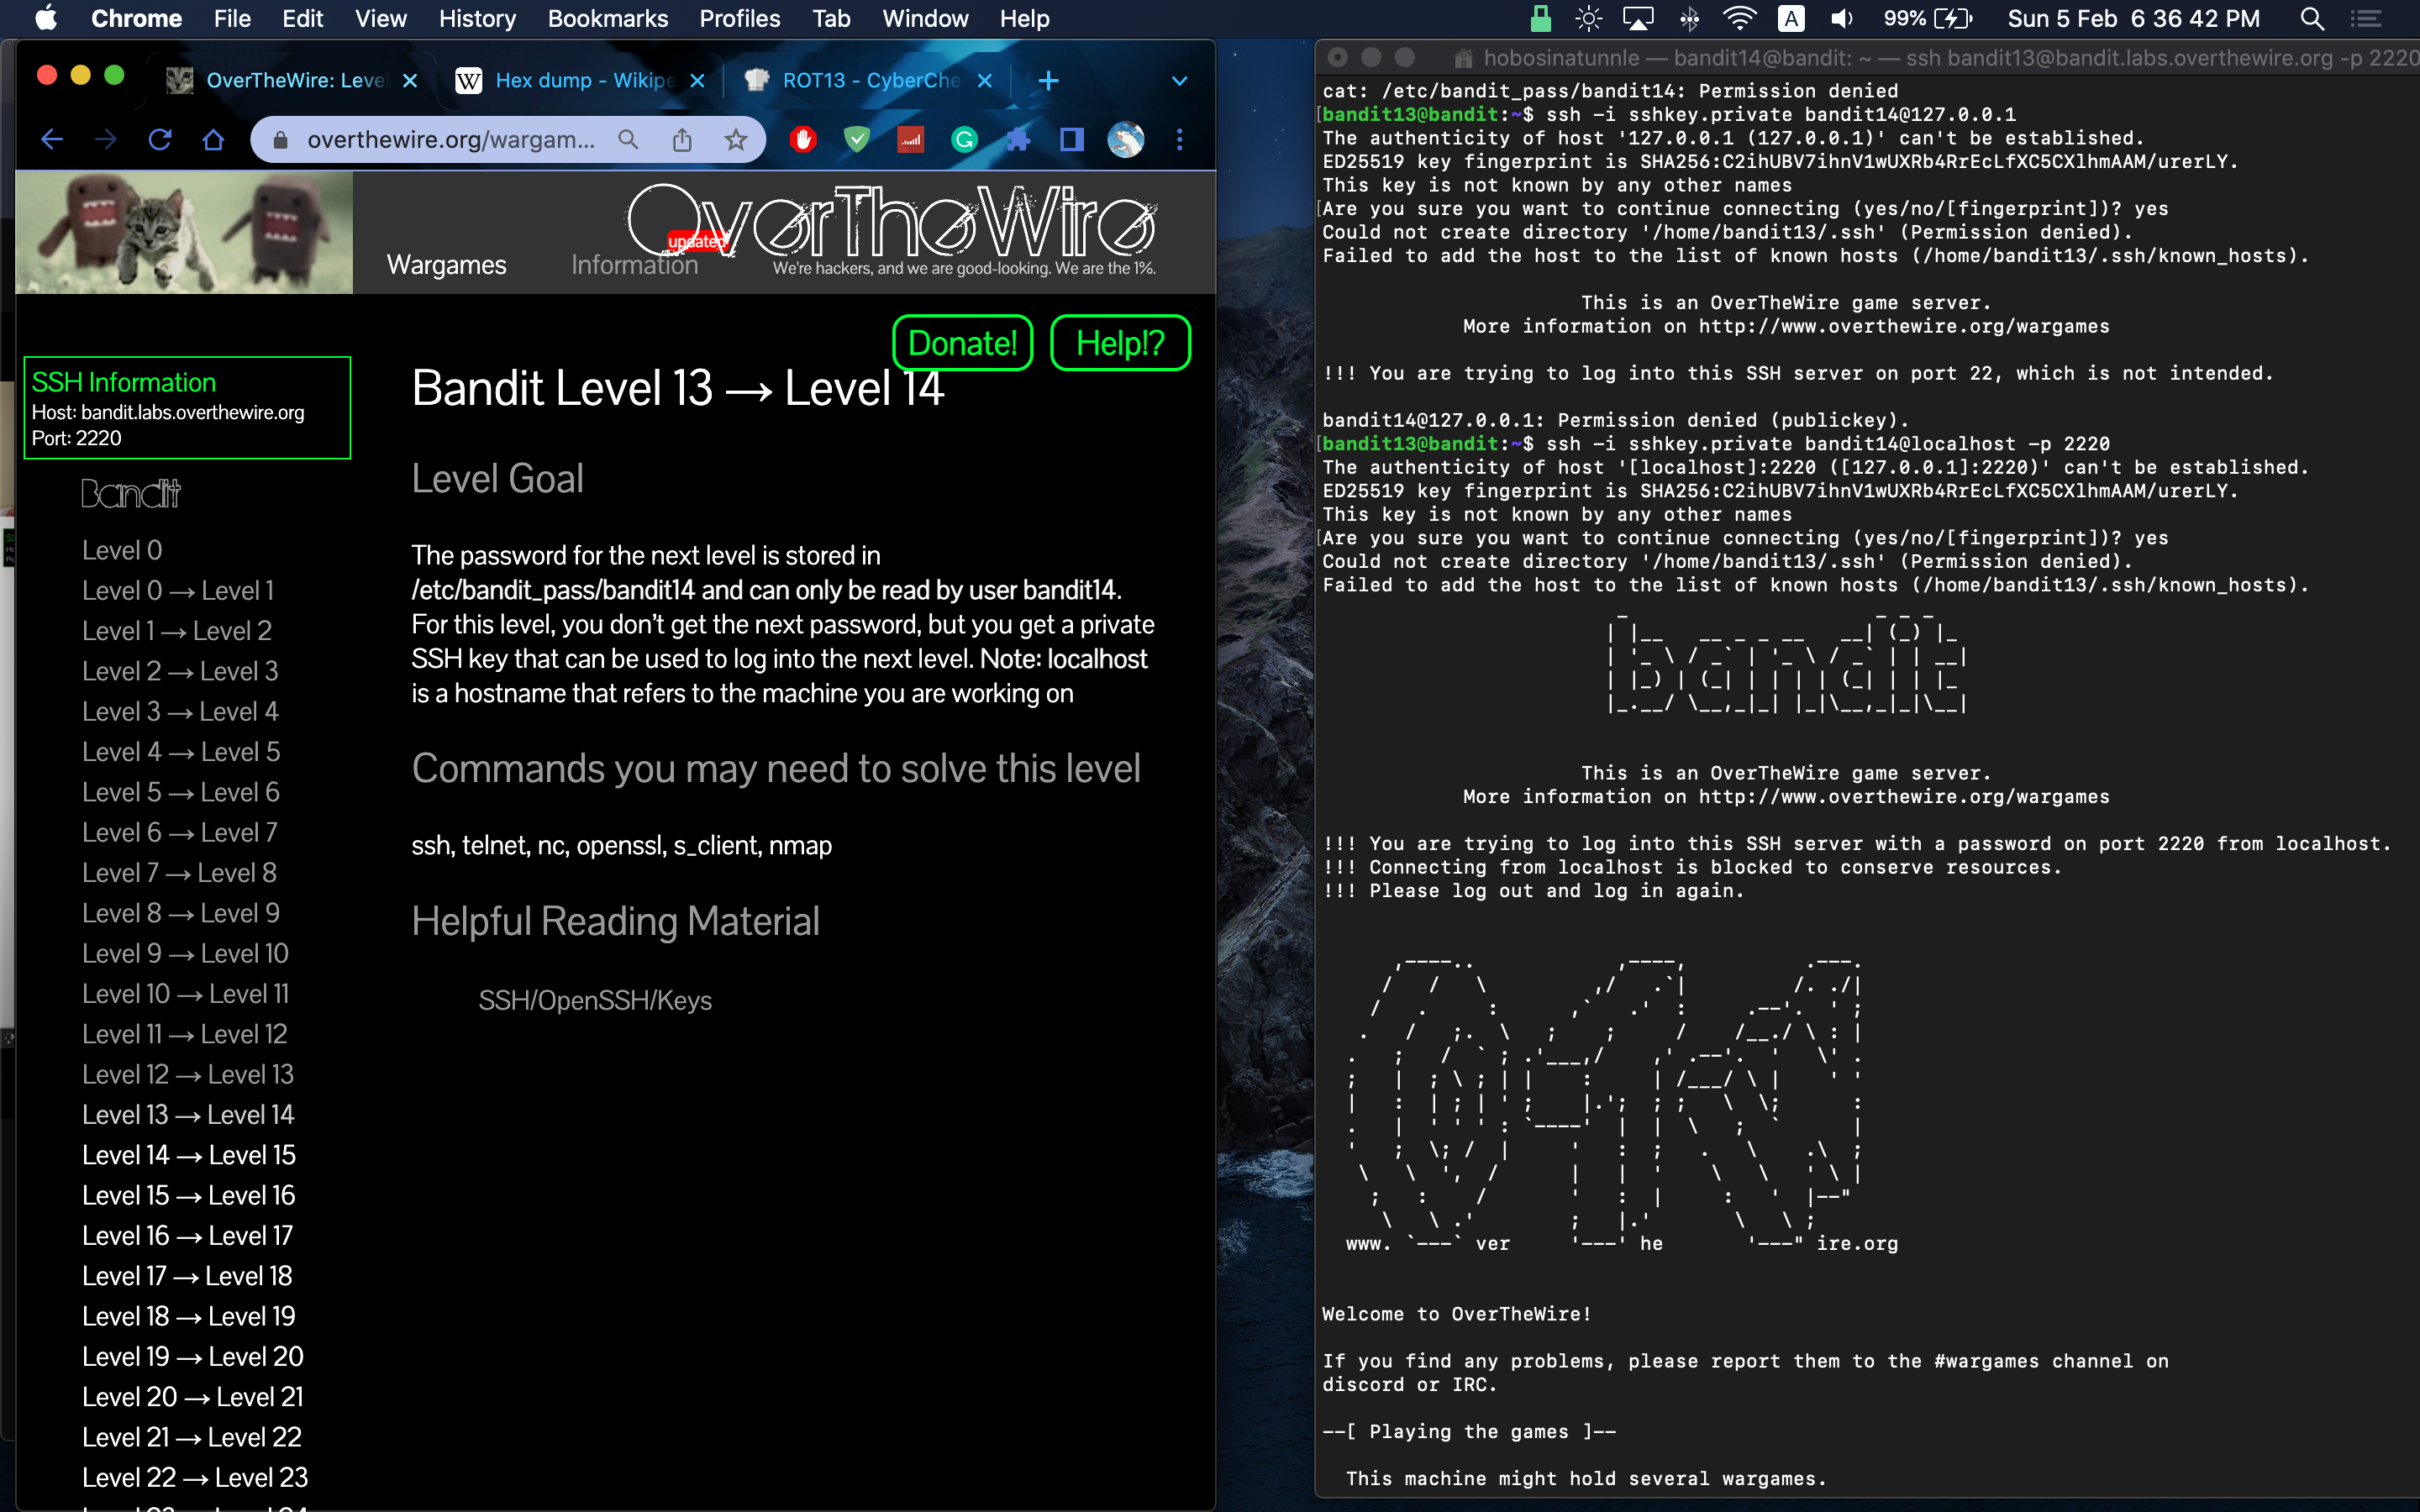 Chrome File Edit View History Bookmarks Profiles Tab Window Help
A 99% Sun 5 Feb 6 36 42 PM
OverTheWire: Leve
W Hex dump - Wikipe
ROT13 - CyberChe
overthewire.org/wargam...
OverTheWire
updated
Wargames Information
We're hackers, and we are good-looking. We are the 1%.
Donate! Help!?
SSH Information
Host: bandit.labs.overthewire.org
Port: 2220
Bandit
Level 0
Level 0 → Level 1
Level 1 → Level 2
Level 2 → Level 3
Level 3 → Level 4
Level 4 → Level 5
Level 5 → Level 6
Level 6 → Level 7
Level 7 → Level 8
Level 8 → Level 9
Level 9 → Level 10
Level 10 → Level 11
Level 11 → Level 12
Level 12 → Level 13
Level 13 → Level 14
Level 14 → Level 15
Level 15 → Level 16
Level 16 → Level 17
Level 17 → Level 18
Level 18 → Level 19
Level 19 → Level 20
Level 20 → Level 21
Level 21 → Level 22
Level 22 → Level 23
Bandit Level 13 → Level 14
Level Goal
The password for the next level is stored in
/etc/bandit_pass/bandit14 and can only be read by user bandit14.
For this level, you don't get the next password, but you get a private
SSH key that can be used to log into the next level. Note: localhost
is a hostname that refers to the machine you are working on
Commands you may need to solve this level
ssh, telnet, nc, openssl, s_client, nmap
Helpful Reading Material
SSH/OpenSSH/Keys
hobosinatunnle — bandit14@bandit: ~ — ssh bandit13@bandit.labs.overthewire.org -p 2220
cat: /etc/bandit_pass/bandit14: Permission denied
[bandit13@bandit:~$ ssh -i sshkey.private bandit14@127.0.0.1
The authenticity of host '127.0.0.1 (127.0.0.1)' can't be established.
ED25519 key fingerprint is SHA256:C2ihUBV7ihnV1wUXRb4RrEcLfXC5CXlhmAAM/urerLY.
This key is not known by any other names
[Are you sure you want to continue connecting (yes/no/[fingerprint])? yes
Could not create directory '/home/bandit13/.ssh' (Permission denied).
Failed to add the host to the list of known hosts (/home/bandit13/.ssh/known_hosts).
This is an OverTheWire game server.
More information on http://www.overthewire.org/wargames
!!! You are trying to log into this SSH server on port 22, which is not intended.
bandit14@127.0.0.1: Permission denied (publickey).
[bandit13@bandit:~$ ssh -i sshkey.private bandit14@localhost -p 2220
The authenticity of host '[localhost]:2220 ([127.0.0.1]:2220)' can't be established.
ED25519 key fingerprint is SHA256:C2ihUBV7ihnV1wUXRb4RrEcLfXC5CXlhmAAM/urerLY.
This key is not known by any other names
[Are you sure you want to continue connecting (yes/no/[fingerprint])? yes
Could not create directory '/home/bandit13/.ssh' (Permission denied).
Failed to add the host to the list of known hosts (/home/bandit13/.ssh/known_hosts).
bandit
This is an OverTheWire game server.
More information on http://www.overthewire.org/wargames
!!! You are trying to log into this SSH server with a password on port 2220 from localhost.
!!! Connecting from localhost is blocked to conserve resources.
!!! Please log out and log in again.
www. ver he ire.org
Welcome to OverTheWire!
If you find any problems, please report them to the #wargames channel on
discord or IRC.
--[ Playing the games ]--
This machine might hold several wargames.